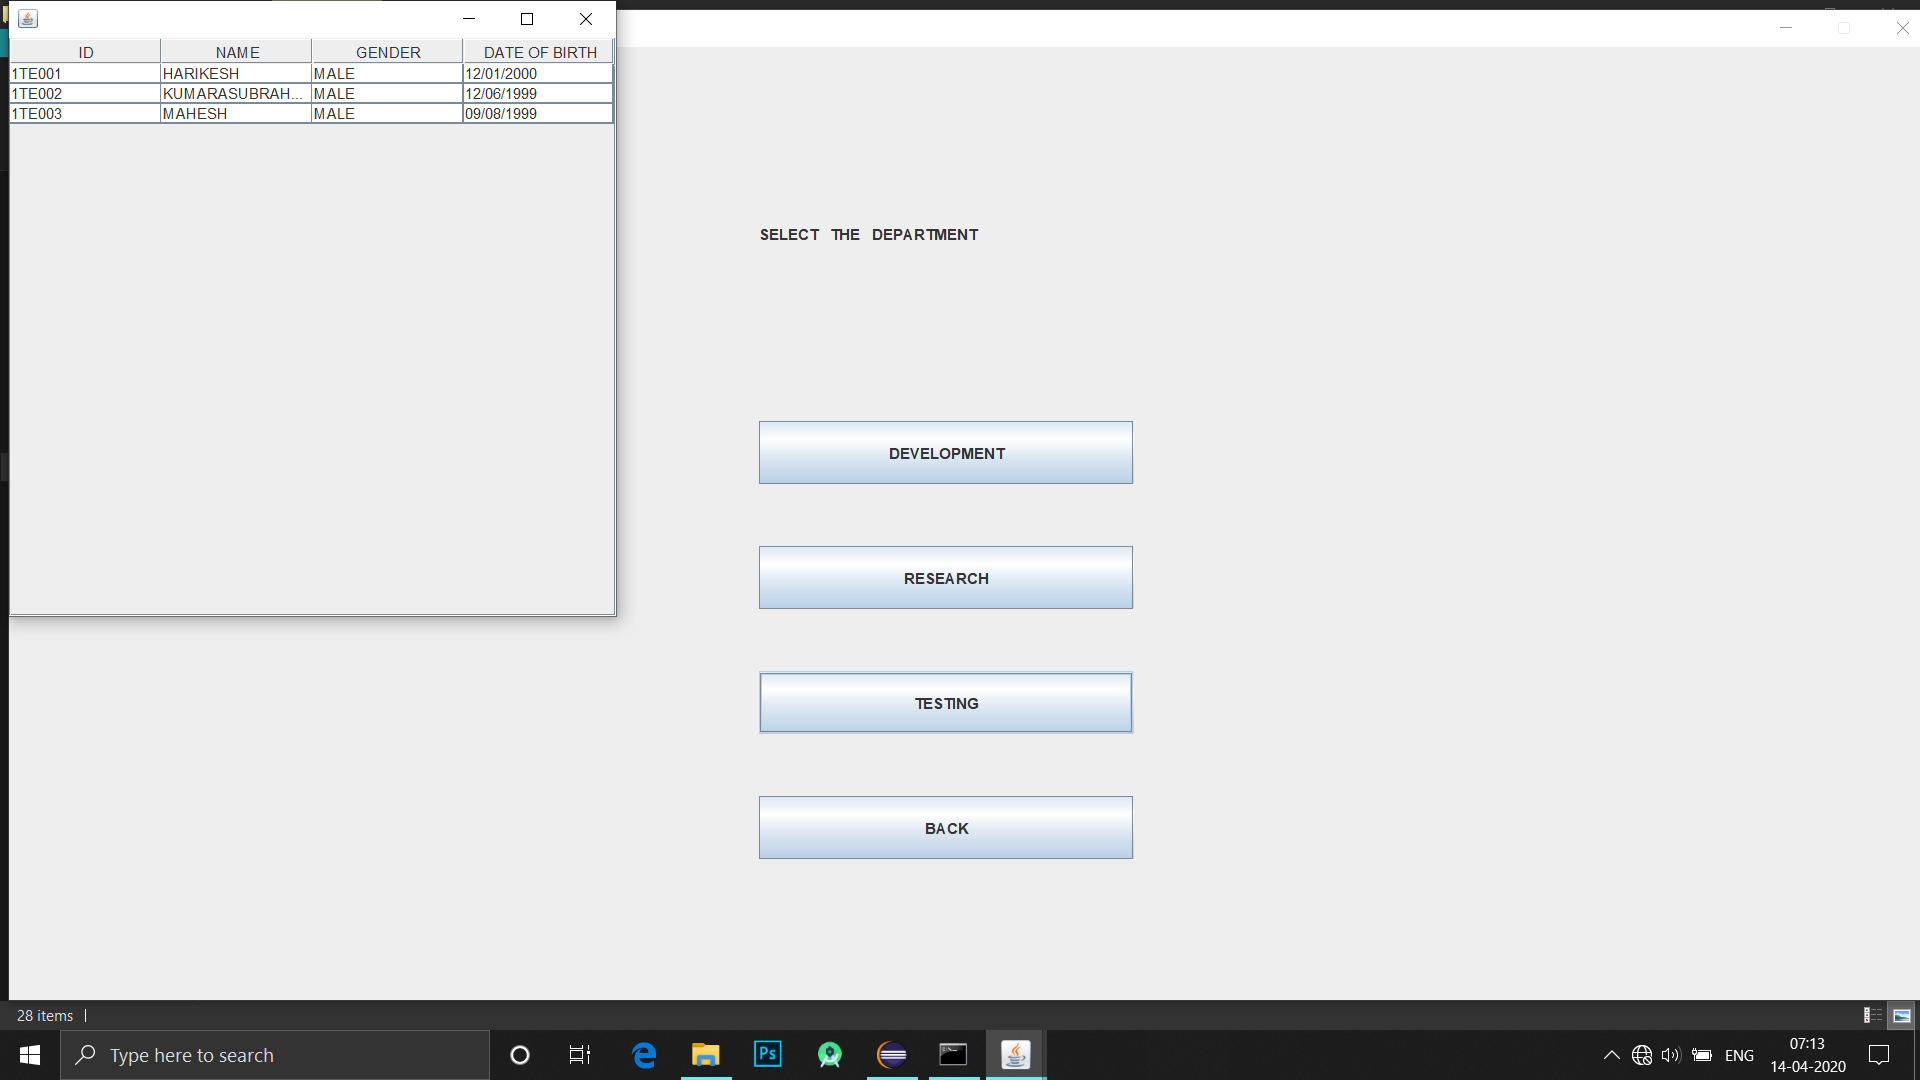 ID NAME GENDER DATE OF BIRTH
1TE001 HARIKESH MALE 12/01/2000
1TE002 KUMARASUBRAH... MALE 12/06/1999
1TE003 MAHESH MALE 09/08/1999
SELECT THE DEPARTMENT
DEVELOPMENT
RESEARCH
TESTING
BACK
28 items
Type here to search
Ps
ENG
07:13
14-04-2020